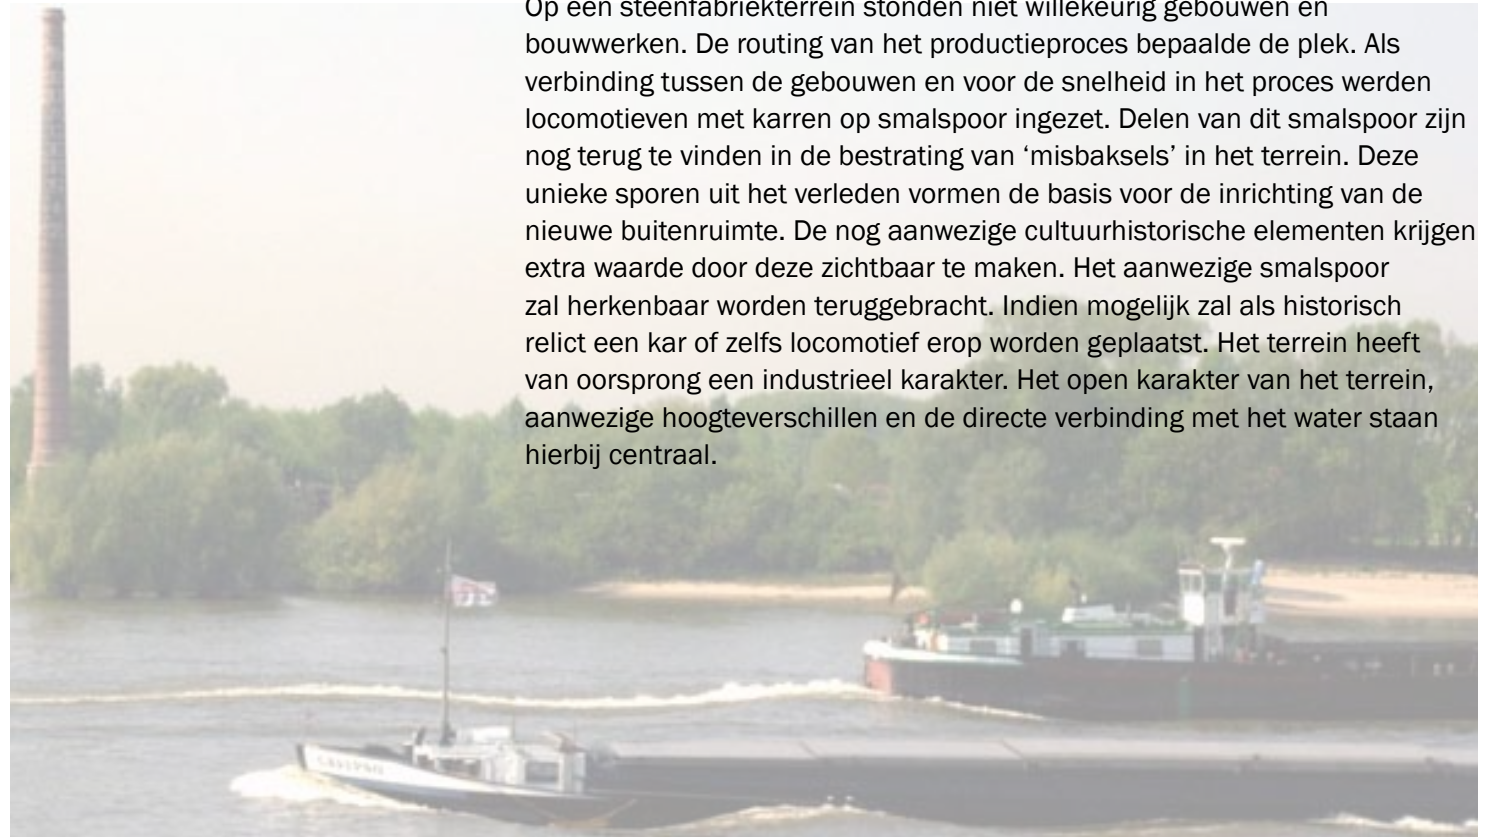 Op een steenfabriekterrein stonden niet willekeurig gebouwen en
bouwwerken. De routing van het productieproces bepaalde de plek. Als
verbinding tussen de gebouwen en voor de snelheid in het proces werden
locomotieven met karren op smalspoor ingezet. Delen van dit smalspoor zijn
nog terug te vinden in de bestrating van ‘misbaksels’ in het terrein. Deze
unieke sporen uit het verleden vormen de basis voor de inrichting van de
nieuwe buitenruimte. De nog aanwezige cultuurhistorische elementen krijgen
extra waarde door deze zichtbaar te maken. Het aanwezige smalspoor
zal herkenbaar worden teruggebracht. Indien mogelijk zal als historisch
relict een kar of zelfs locomotief erop worden geplaatst. Het terrein heeft
van oorsprong een industrieel karakter. Het open karakter van het terrein,
aanwezige hoogteverschillen en de directe verbinding met het water staan
hierbij centraal.
CALYPSO